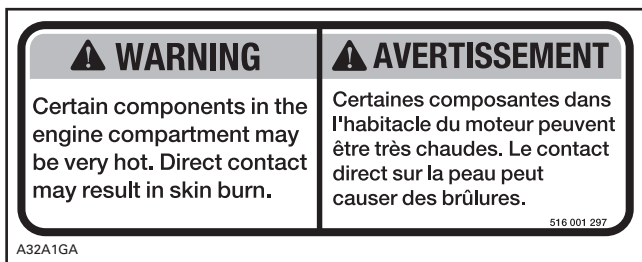 WARNING
Certain components in the
engine compartment may
be very hot. Direct contact
may result in skin burn.
AVERTISSEMENT
Certaines composantes dans
l'habitacle du moteur peuvent
être très chaudes. Le contact
direct sur la peau peut
causer des brûlures.
516 001 297
A32A1GA